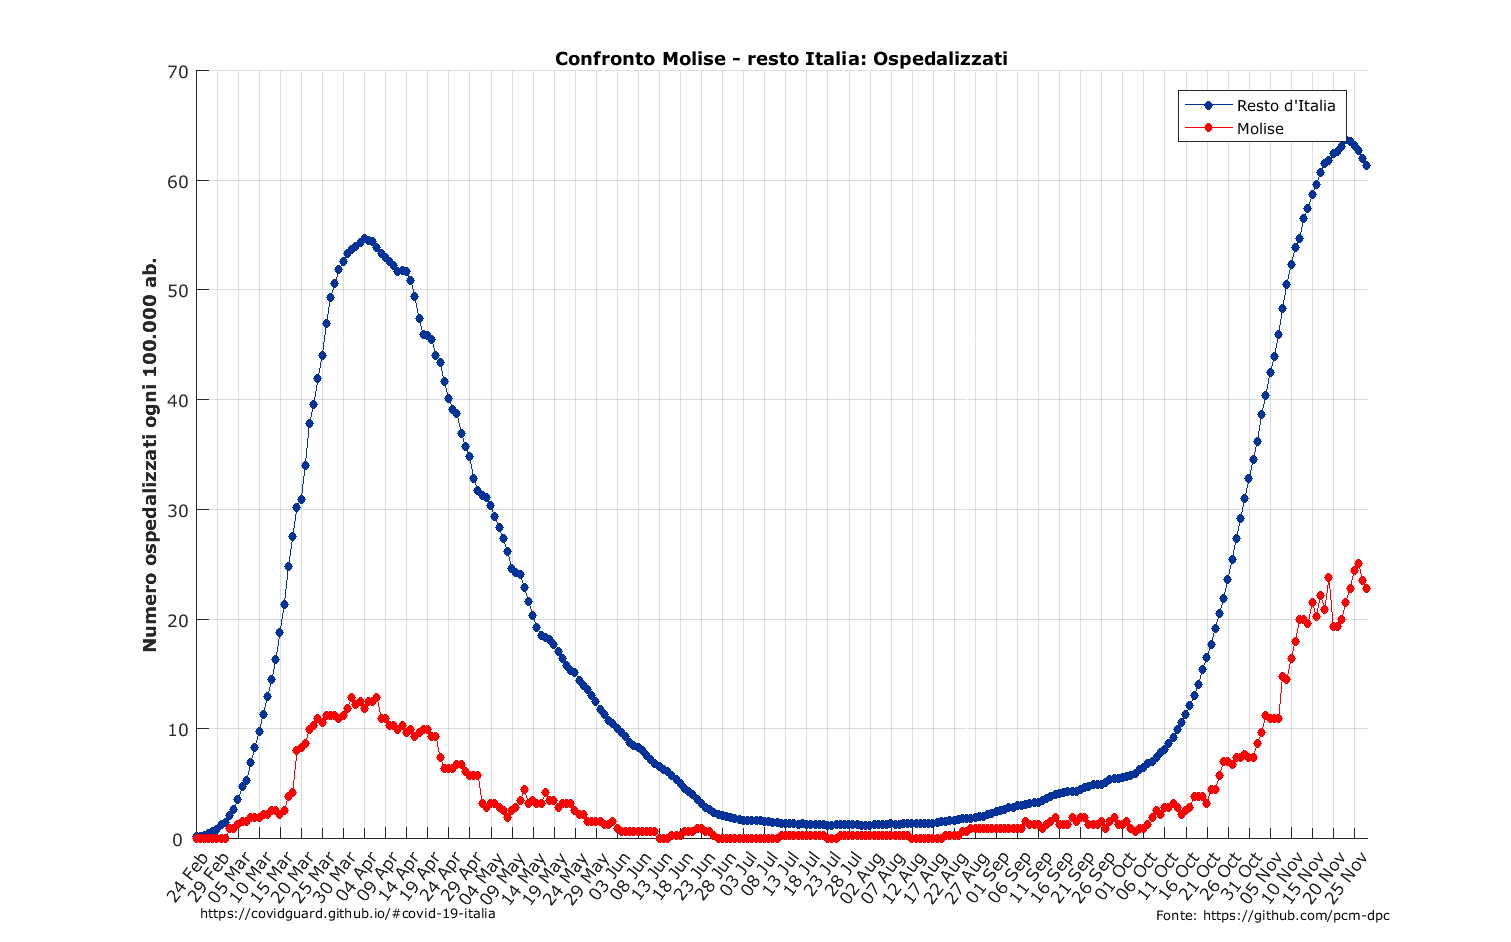 Confronto Molise - resto Italia: Ospedalizzati
Resto d'Italia
Molise
Numero ospedalizzati ogni 100.000 ab.
70
60
50
40
30
20
10
0
24 Feb
29 Feb
05 Mar
10 Mar
15 Mar
20 Mar
25 Mar
30 Mar
04 Apr
09 Apr
14 Apr
19 Apr
24 Apr
29 Apr
04 May
09 May
14 May
19 May
24 May
29 May
03 Jun
08 Jun
13 Jun
18 Jun
23 Jun
28 Jun
03 Jul
08 Jul
13 Jul
18 Jul
23 Jul
28 Jul
02 Aug
07 Aug
12 Aug
17 Aug
22 Aug
27 Aug
01 Sep
06 Sep
11 Sep
16 Sep
21 Sep
26 Sep
01 Oct
06 Oct
11 Oct
16 Oct
21 Oct
26 Oct
31 Oct
05 Nov
10 Nov
15 Nov
20 Nov
25 Nov
https://covidguard.github.io/#covid-19-italia
Fonte: https://github.com/pcm-dpc